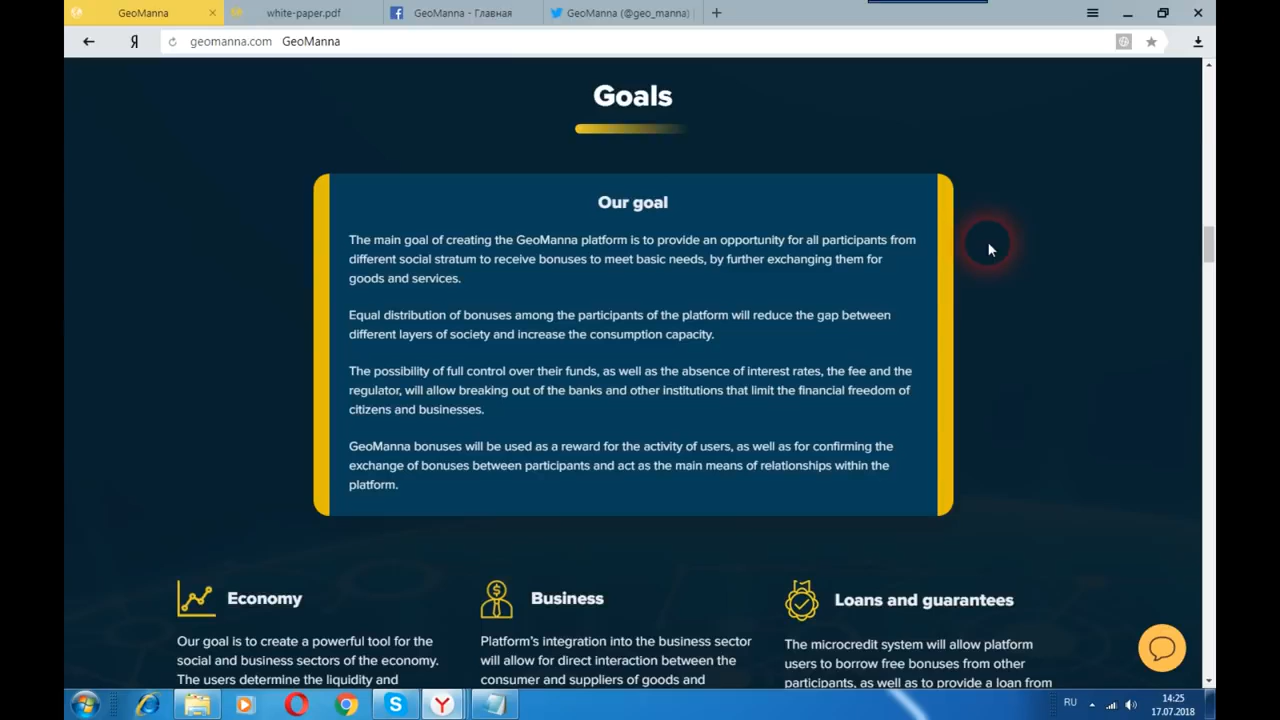 GeoManna
white-paper.pdf
GeoManna - Главная
GeoManna (@geo_manna)
geomanna.com GeoManna
Goals
Our goal
The main goal of creating the GeoManna platform is to provide an opportunity for all participants from
different social stratum to receive bonuses to meet basic needs, by further exchanging them for
goods and services.
Equal distribution of bonuses among the participants of the platform will reduce the gap between
different layers of society and increase the consumption capacity.
The possibility of full control over their funds, as well as the absence of interest rates, the fee and the
regulator, will allow breaking out of the banks and other institutions that limit the financial freedom of
citizens and businesses.
GeoManna bonuses will be used as a reward for the activity of users, as well as for confirming the
exchange of bonuses between participants and act as the main means of relationships within the
platform.
Economy
Our goal is to create a powerful tool for the
social and business sectors of the economy.
The users determine the liquidity and
Business
Platform's integration into the business sector
will allow for direct interaction between the
consumer and suppliers of goods and
Loans and guarantees
The microcredit system will allow platform
users to borrow free bonuses from other
participants, as well as to provide a loan from
RU
14:25
17.07.2018